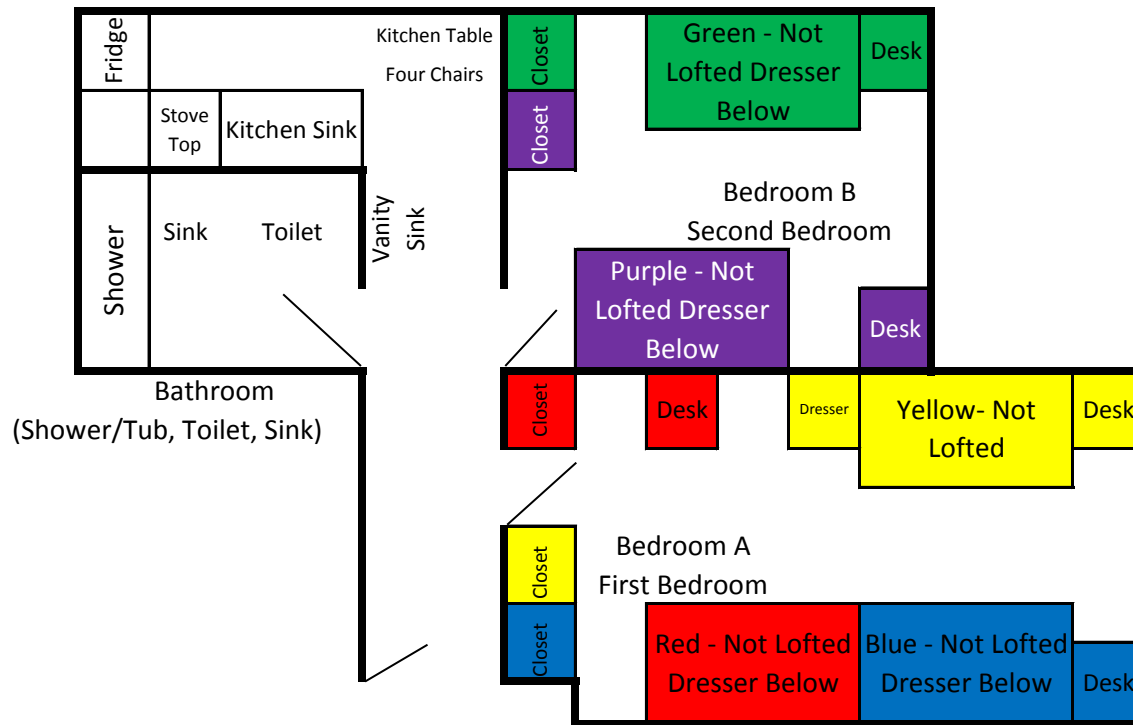 Fridge
Kitchen Table
Four Chairs
Closet
Green - Not
Lofted Dresser
Below
Desk
Stove
Top
Kitchen Sink
Closet
Shower
Sink
Toilet
Vanity
Sink
Bedroom B
Second Bedroom
Purple - Not
Lofted Dresser
Below
Desk
Bathroom
(Shower/Tub, Toilet, Sink)
Closet
Desk
Dresser
Yellow- Not
Lofted
Desk
Closet
Bedroom A
First Bedroom
Closet
Red - Not Lofted
Dresser Below
Blue - Not Lofted
Dresser Below
Desk